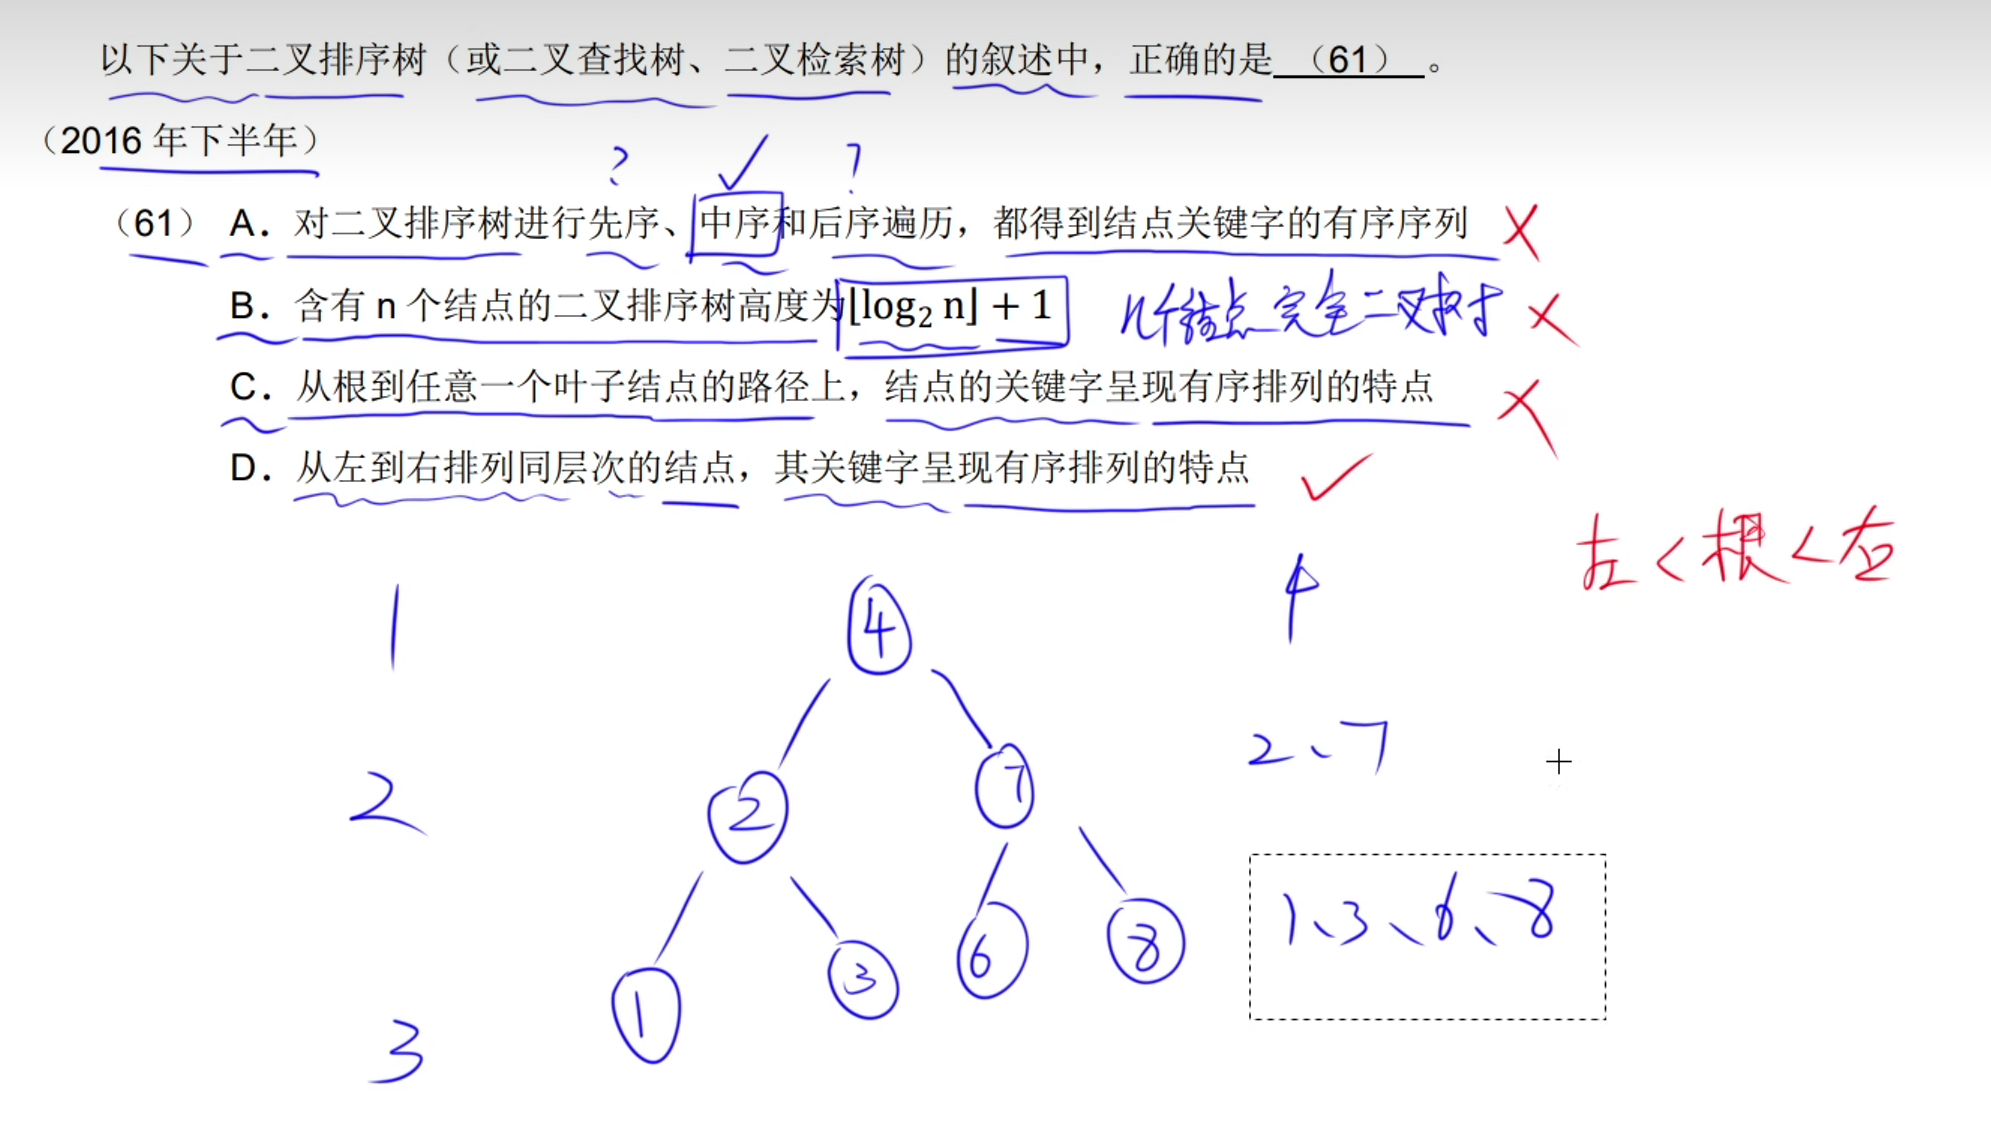 以下关于二叉排序树（或二叉查找树、二叉检索树）的叙述中，正确的是（61）。
（2016 年下半年）
? ✓ ?
（61） A．对二叉排序树进行先序、中序和后序遍历，都得到结点关键字的有序序列 ×
B．含有 n 个结点的二叉排序树高度为⌊log₂ n⌋ + 1 n个结点 完全二叉树 ×
C．从根到任意一个叶子结点的路径上，结点的关键字呈现有序排列的特点 ×
D．从左到右排列同层次的结点，其关键字呈现有序排列的特点 ✓
左<根<右
1 4 4
2 2 7 2、7
1 3 6 8 1、3、6、8
3